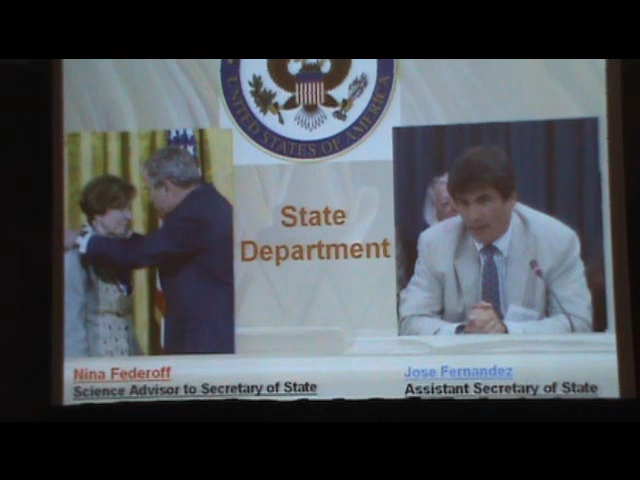 UNITED STATES OF AMERICA
State
Department
Nina Federoff
Science Advisor to Secretary of State
Jose Fernandez
Assistant Secretary of State